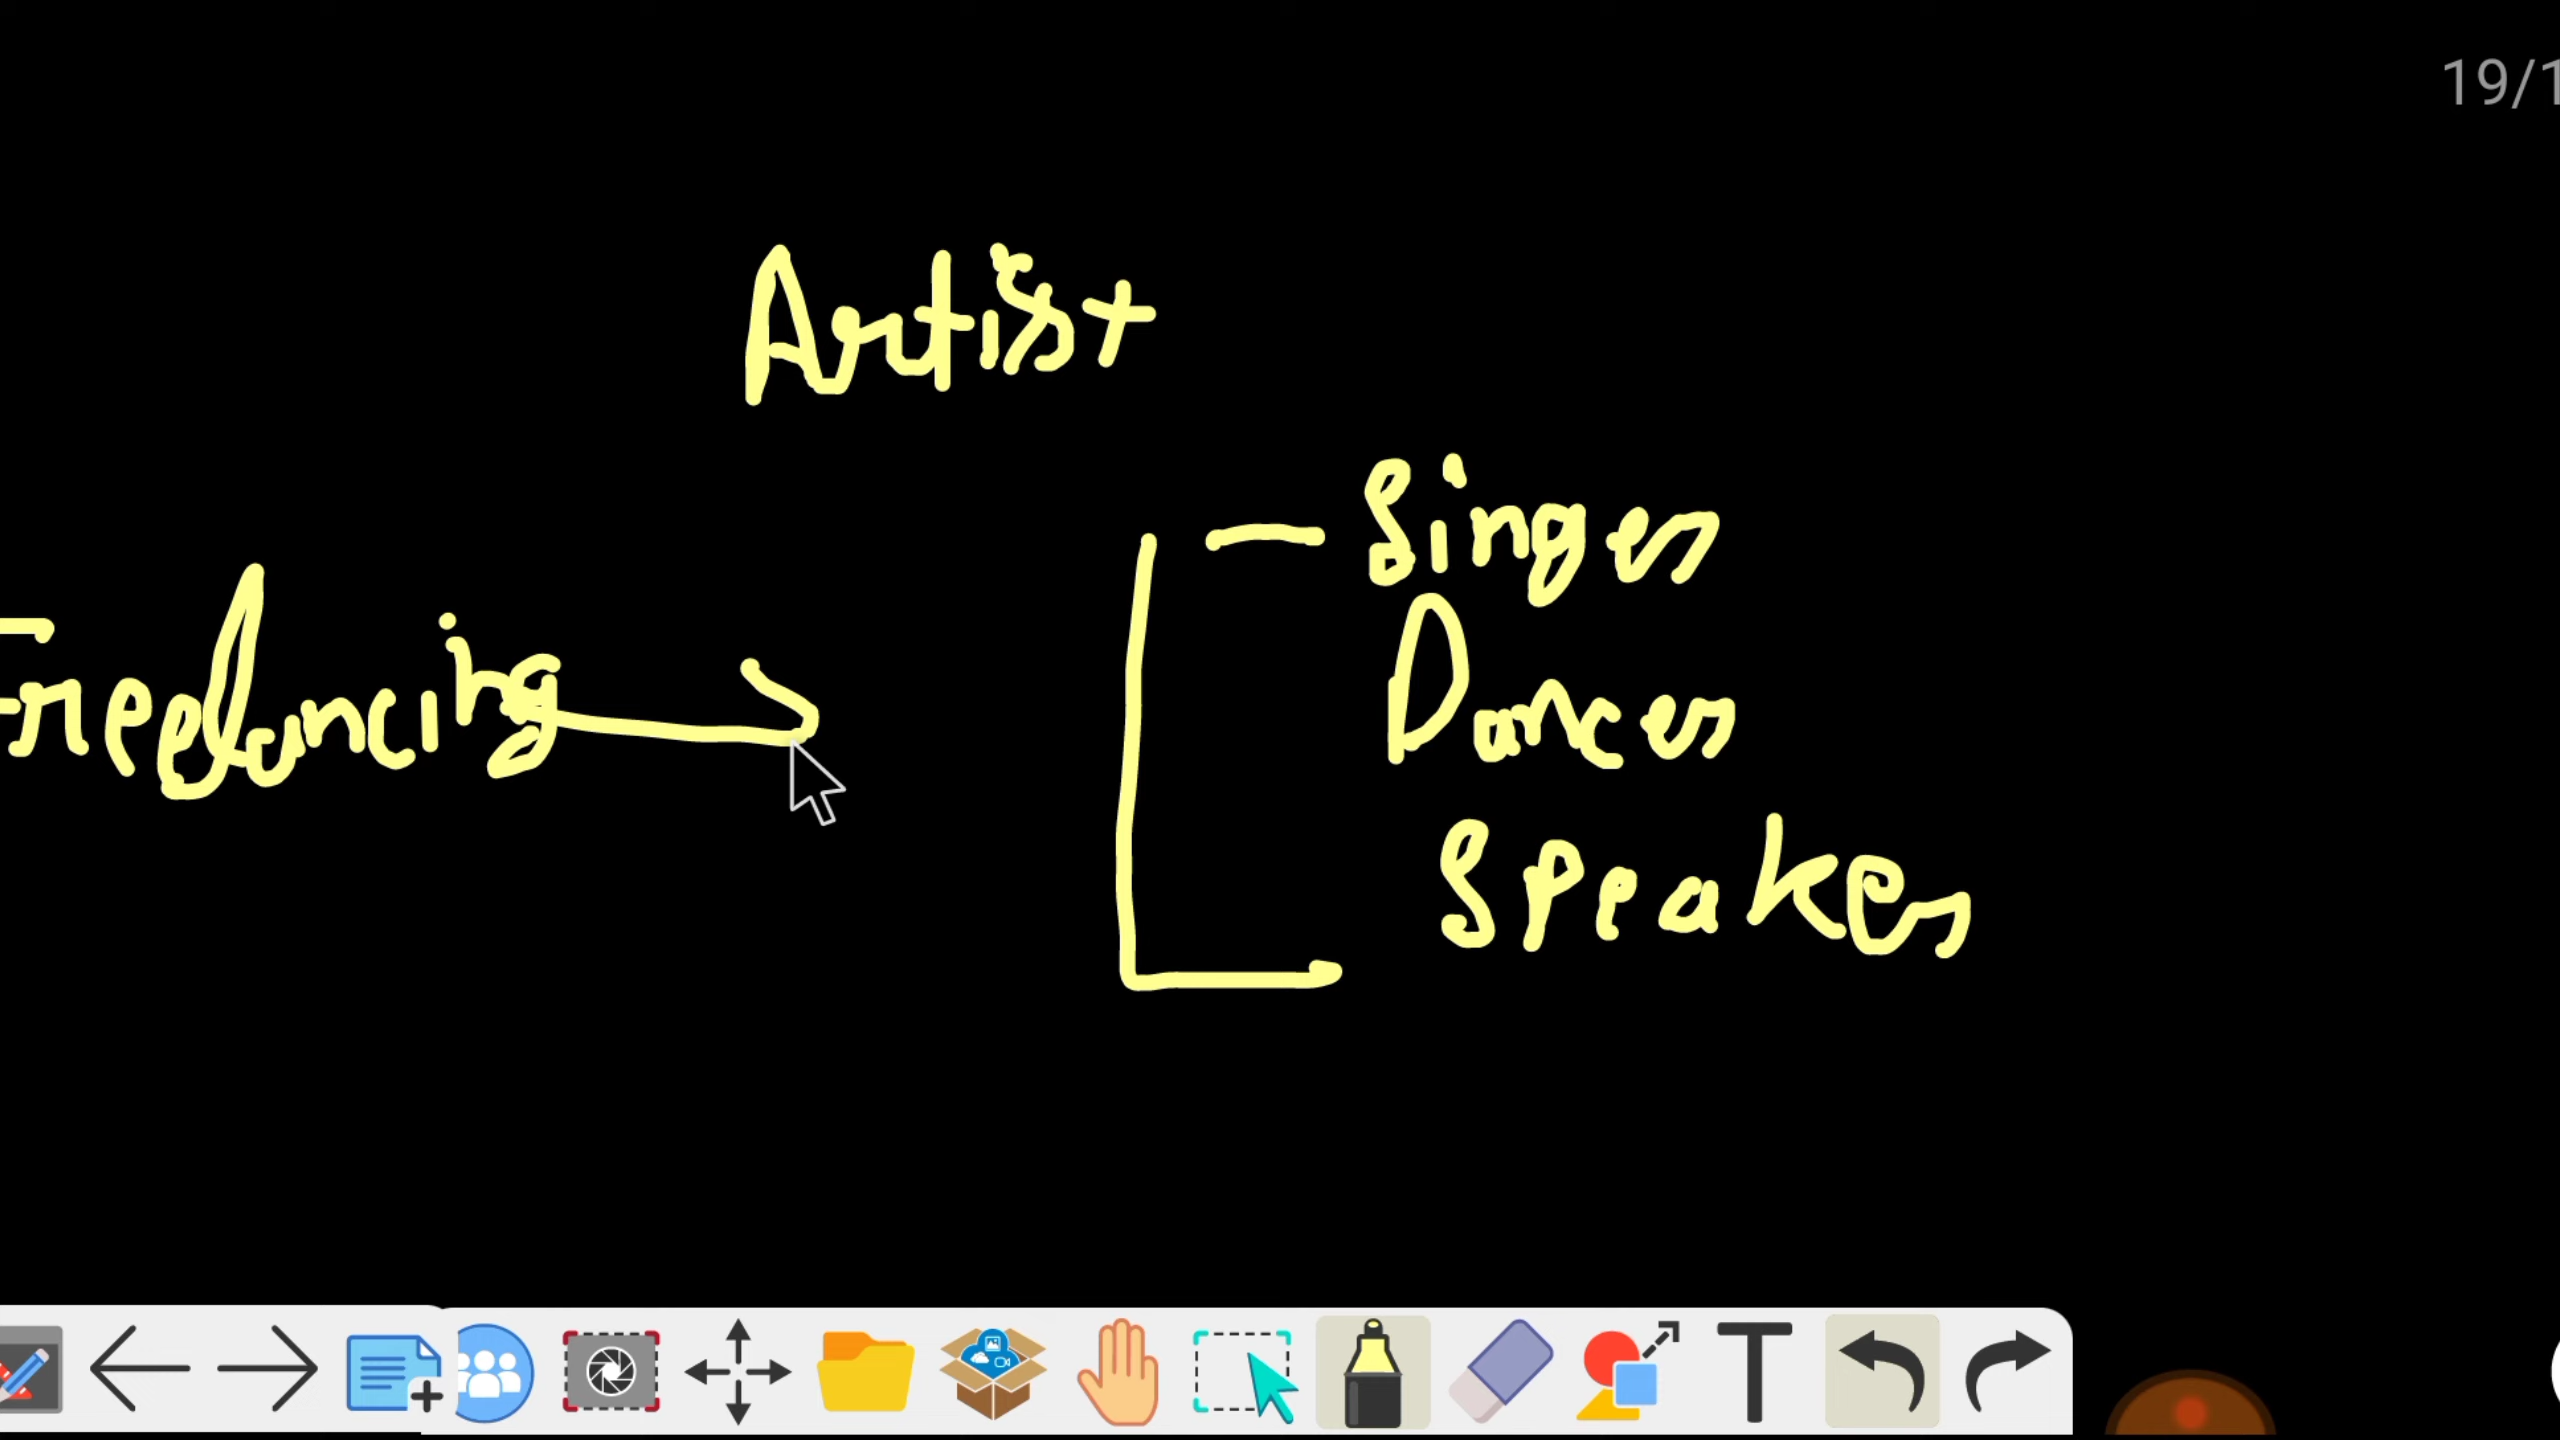 19/1
Artist
- Singer
Freelancing →
Dancer
Speaker